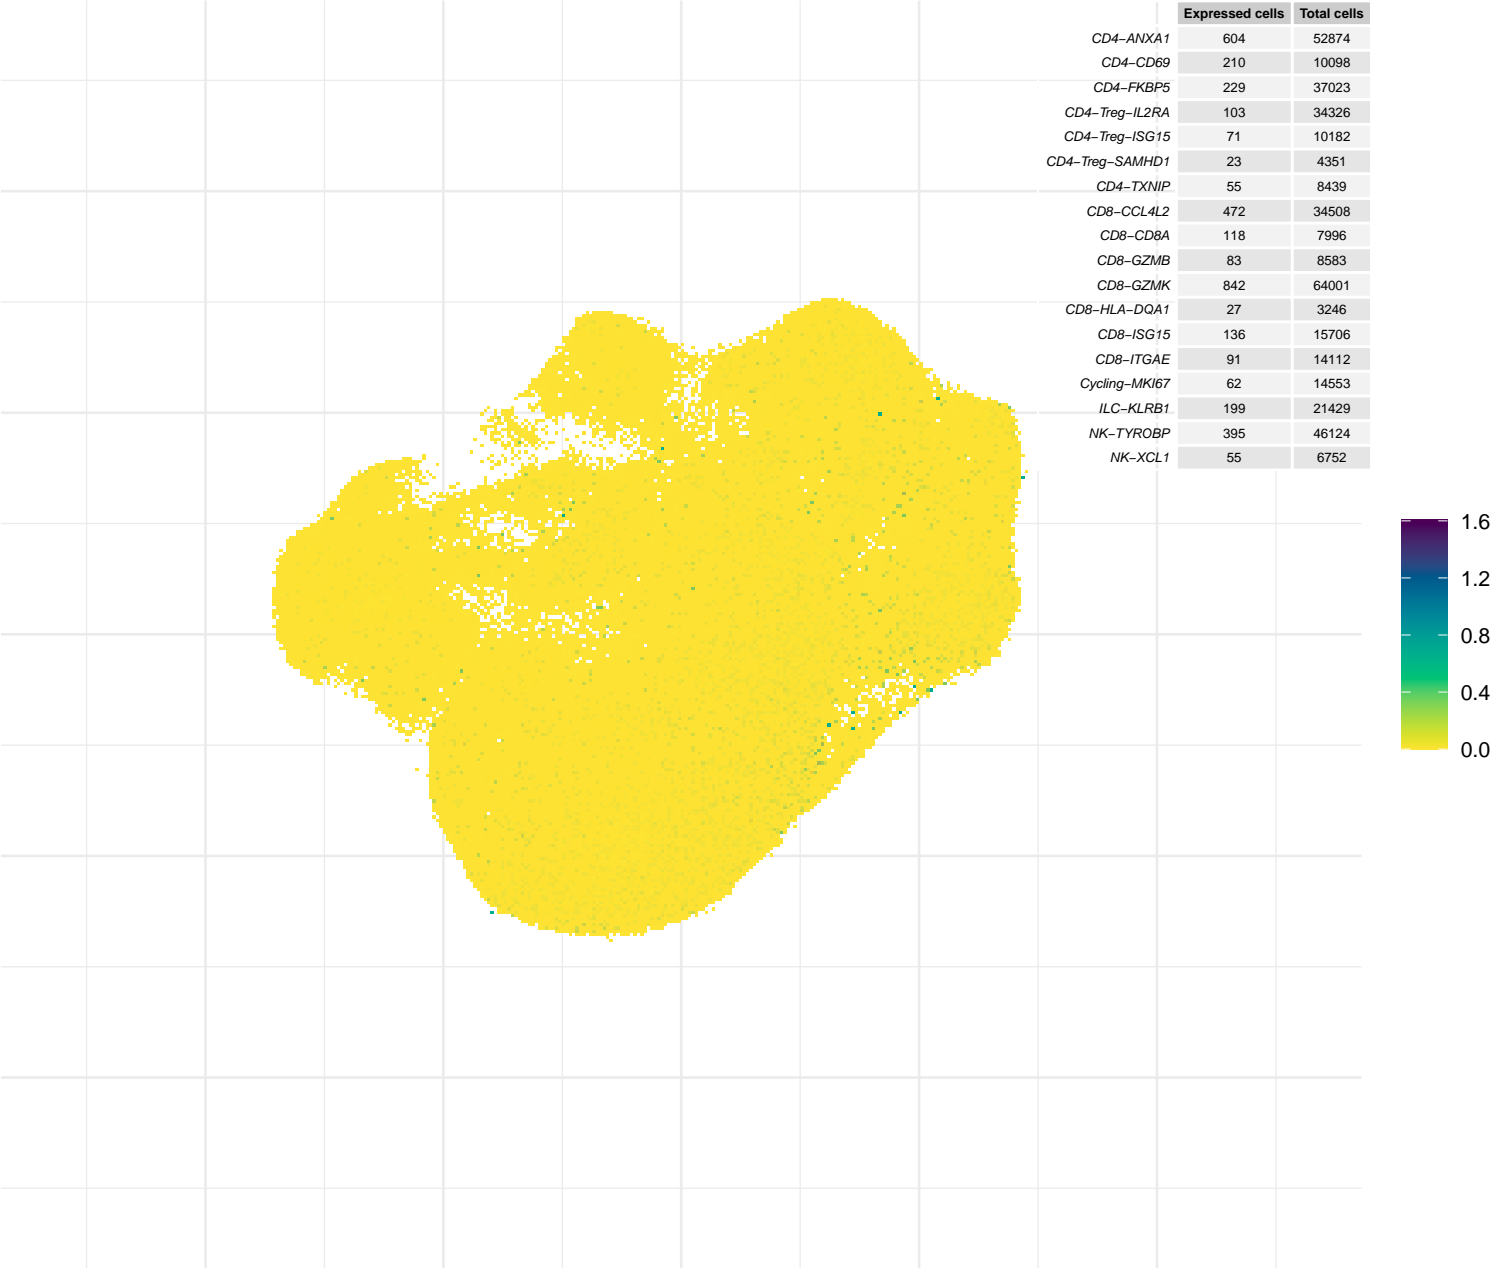 Expressed cells Total cells
CD4−ANXA1 604 52874
CD4−CD69 210 10098
CD4−FKBP5 229 37023
CD4−Treg−IL2RA 103 34326
CD4−Treg−ISG15 71 10182
CD4−Treg−SAMHD1 23 4351
CD4−TXNIP 55 8439
CD8−CCL4L2 472 34508
CD8−CD8A 118 7996
CD8−GZMB 83 8583
CD8−GZMK 842 64001
CD8−HLA−DQA1 27 3246
CD8−ISG15 136 15706
CD8−ITGAE 91 14112
Cycling−MKI67 62 14553
ILC−KLRB1 199 21429
NK−TYROBP 395 46124
NK−XCL1 55 6752
1.6
1.2
0.8
0.4
0.0